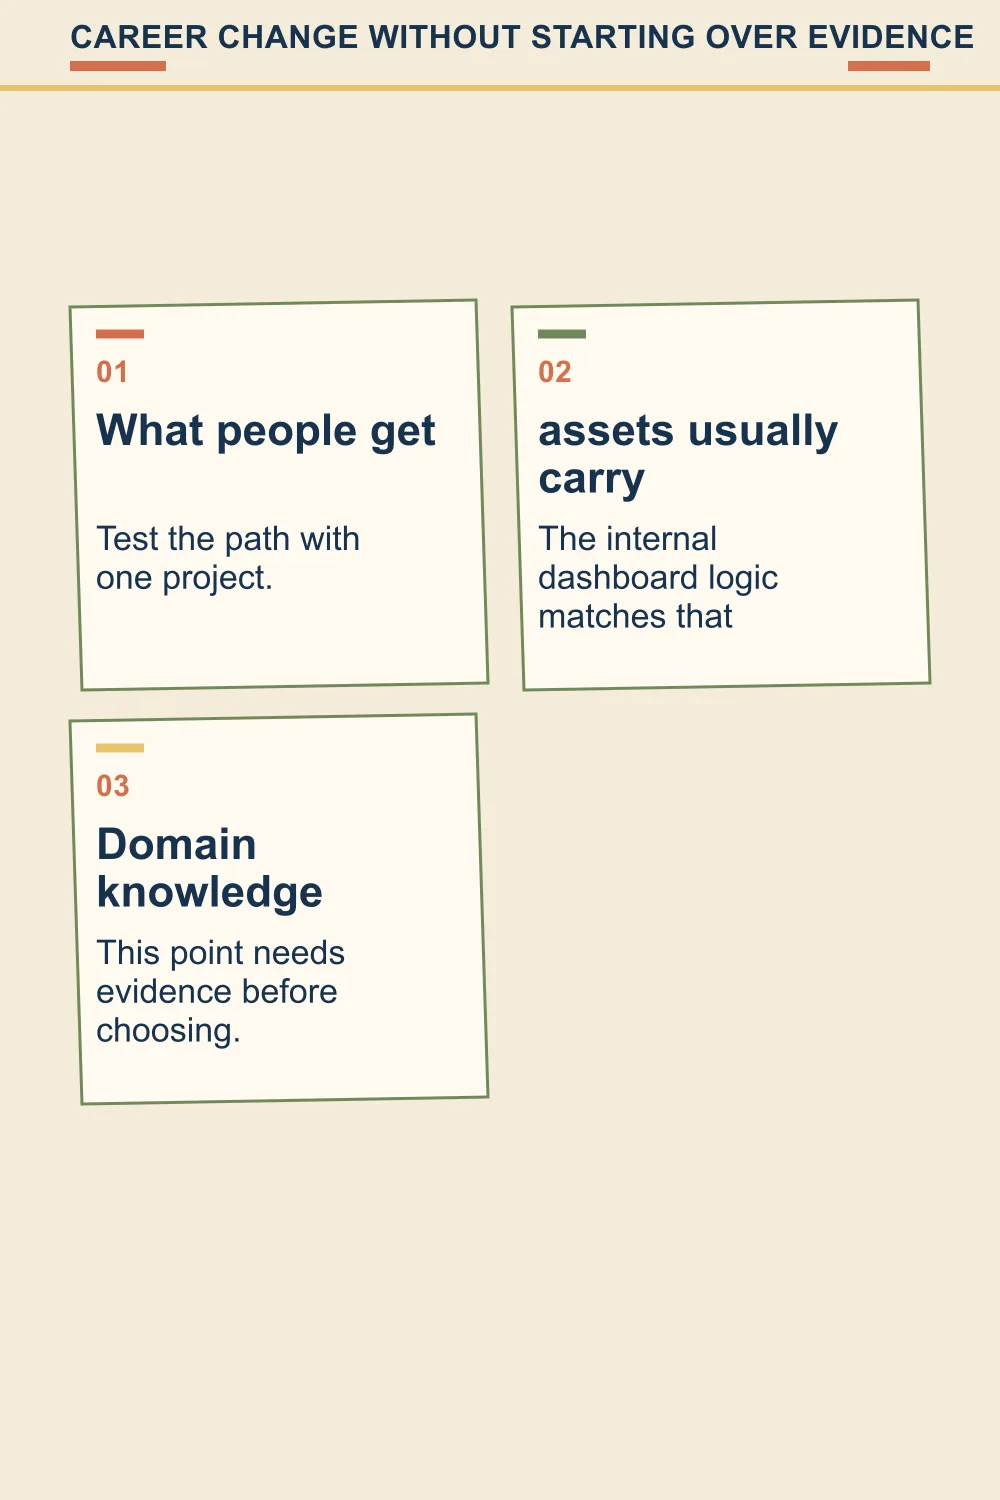 CAREER CHANGE WITHOUT STARTING OVER EVIDENCE
01
What people get
Test the path with
one project.
02
assets usually
carry
The internal
dashboard logic
matches that
03
Domain
knowledge
This point needs
evidence before
choosing.